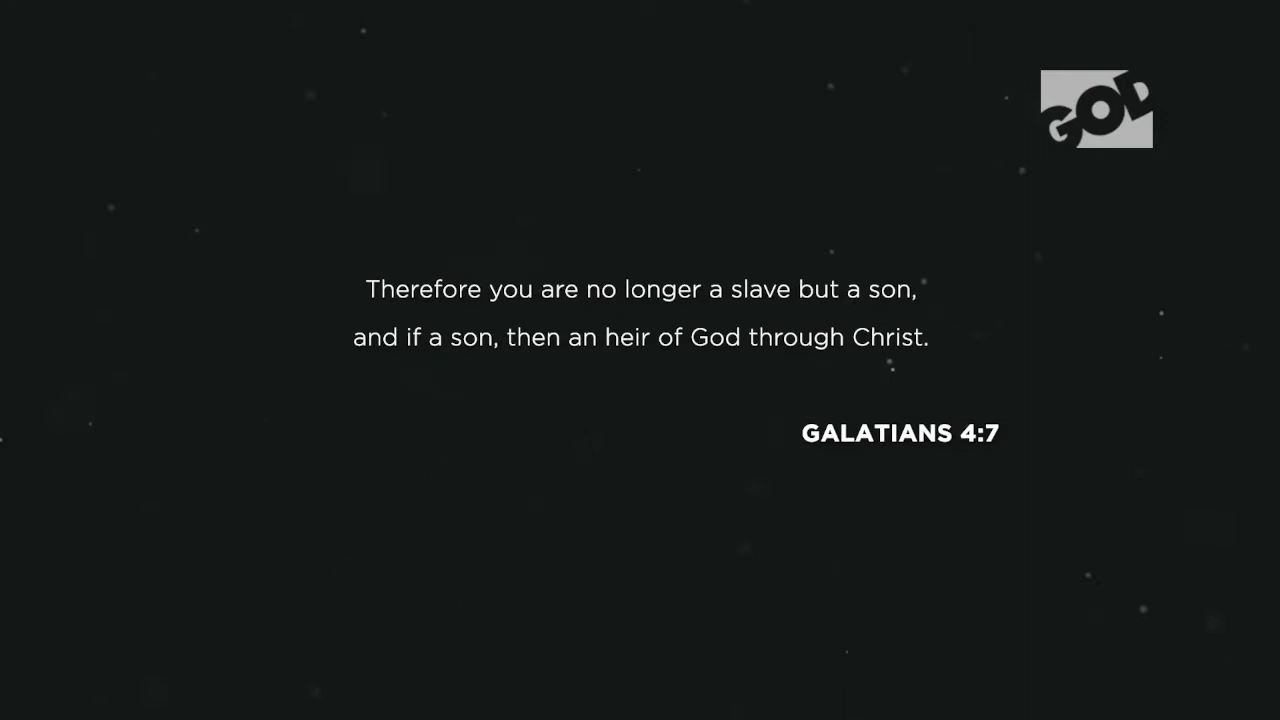 GOD
Therefore you are no longer a slave but a son,
and if a son, then an heir of God through Christ.
GALATIANS 4:7